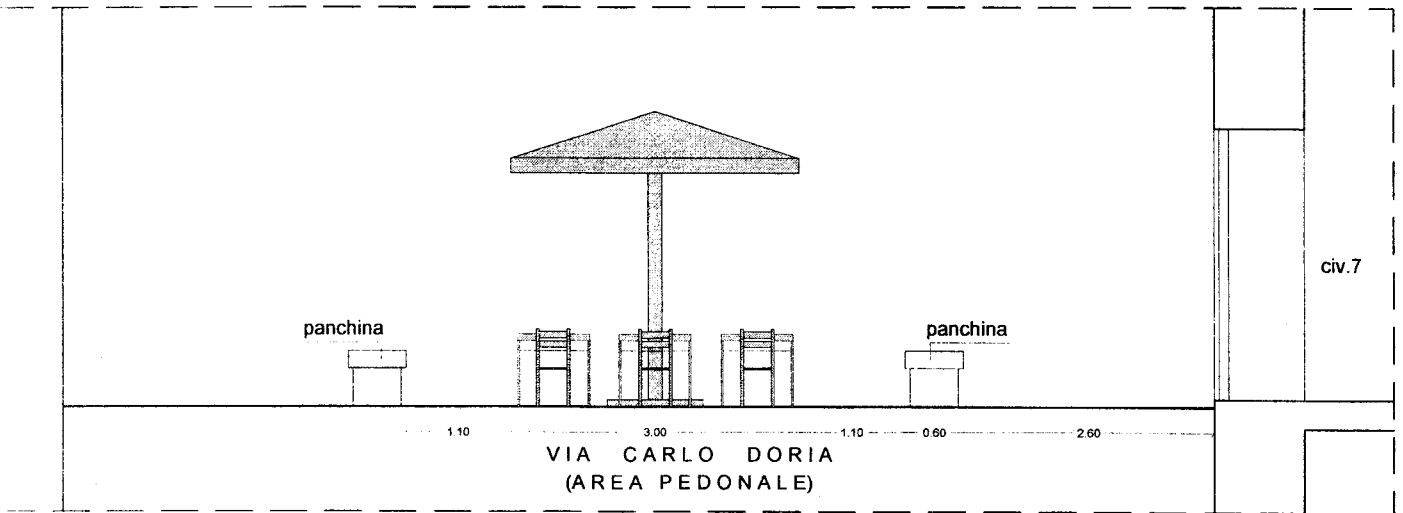 civ.7
panchina
panchina
1.10 3.00 1.10 0.60 2.60
VIA CARLO DORIA
(AREA PEDONALE)